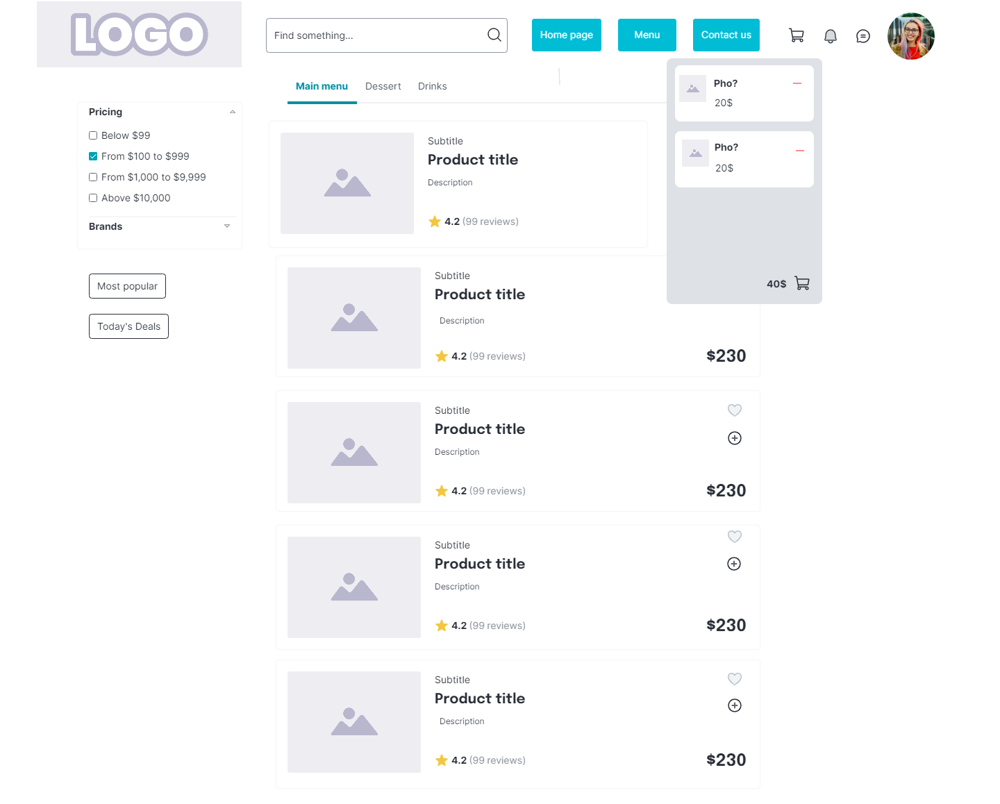 LOGO
Find something...
Home page
Menu
Contact us
Main menu
Dessert
Drinks
Pricing
Below $99
From $100 to $999
From $1,000 to $9,999
Above $10,000
Brands
Most popular
Today's Deals
Pho?
20$
Pho?
20$
40$
Subtitle
Product title
Description
4.2 (99 reviews)
Subtitle
Product title
Description
4.2 (99 reviews)
$230
Subtitle
Product title
Description
4.2 (99 reviews)
$230
Subtitle
Product title
Description
4.2 (99 reviews)
$230
Subtitle
Product title
Description
4.2 (99 reviews)
$230